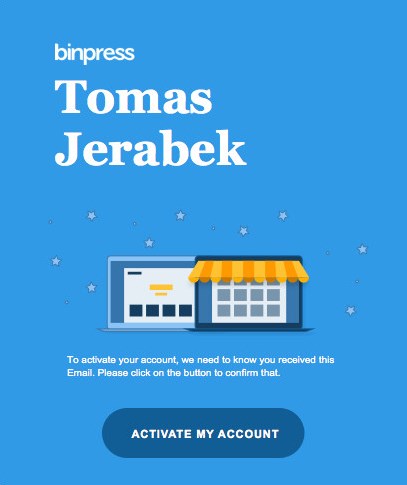 binpress
Tomas
Jerabek
To activate your account, we need to know you received this
Email. Please click on the button to confirm that.
ACTIVATE MY ACCOUNT